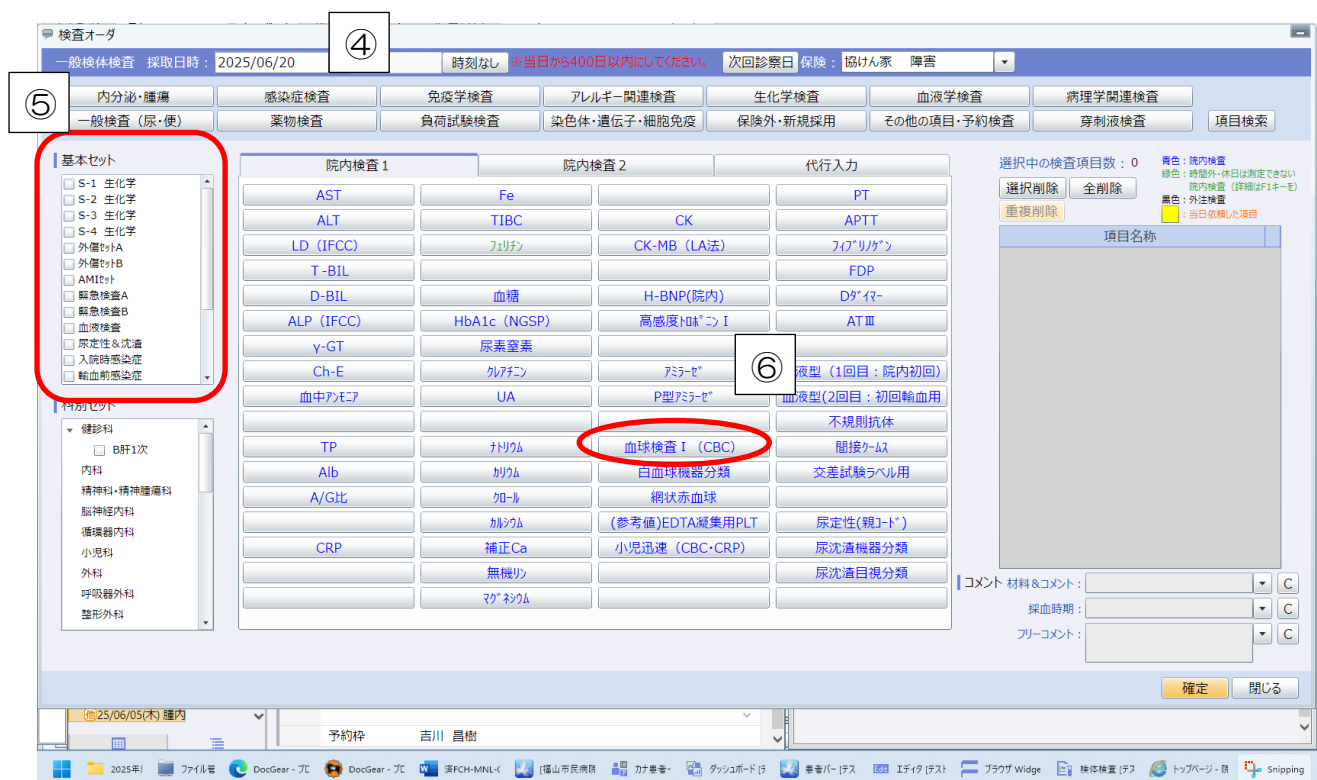 検査オーダ
④
一般検体検査 採取日時： 2025/06/20 時刻なし ※当日から400日以内にしてください。 次回診察日 保険： 協けん家 障害
⑤
内分泌･腫瘍 感染症検査 免疫学検査 アレルギー関連検査 生化学検査 血液学検査 病理学関連検査
一般検査（尿･便） 薬物検査 負荷試験検査 染色体･遺伝子･細胞免疫 保険外･新規採用 その他の項目･予約検査 穿刺液検査 項目検索
基本セット
S-1 生化学
S-2 生化学
S-3 生化学
S-4 生化学
外傷ｾｯﾄA
外傷ｾｯﾄB
AMIｾｯﾄ
緊急検査A
緊急検査B
血液検査
尿定性&沈渣
入院時感染症
輸血前感染症
科別セット
健診科
B肝1次
内科
精神科･精神腫瘍科
脳神経内科
循環器内科
小児科
外科
呼吸器外科
整形外科
院内検査１ 院内検査２ 代行入力
AST Fe PT
ALT TIBC CK APTT
LD（IFCC） ﾌｪﾘﾁﾝ CK-MB（LA法） ﾌｨﾌﾞﾘﾉｹﾞﾝ
T-BIL FDP
D-BIL 血糖 H-BNP(院内) Dﾀﾞｲﾏｰ
ALP（IFCC） HbA1c（NGSP） 高感度ﾄﾛﾎﾟﾆﾝⅠ ATⅢ
γ-GT 尿素窒素
⑥
Ch-E ｸﾚｱﾁﾆﾝ ｱﾐﾗｰｾﾞ 液型（1回目：院内初回）
血中ｱﾝﾓﾆｱ UA P型ｱﾐﾗｰｾﾞ 血液型(2回目：初回輸血用
不規則抗体
TP ﾅﾄﾘｳﾑ 血球検査Ⅰ（CBC） 間接ｸｰﾑｽ
Alb ｶﾘｳﾑ 白血球機器分類 交差試験ラベル用
A/G比 ｸﾛｰﾙ 網状赤血球
ｶﾙｼｳﾑ (参考値)EDTA凝集用PLT 尿定性(親ｺｰﾄﾞ)
CRP 補正Ca 小児迅速（CBC･CRP） 尿沈渣機器分類
無機ﾘﾝ 尿沈渣目視分類
ﾏｸﾞﾈｼｳﾑ
選択中の検査項目数：0
青色：院内検査
緑色：時間外･休日は測定できない
院内検査（詳細はF1キーを）
黒色：外注検査
：当日依頼した項目
選択削除 全削除
重複削除
項目名称
コメント 材料&コメント： C
採血時期： C
フリーコメント： C
確定 閉じる
㊀25/06/05(木) 腫内
予約枠 吉川 昌樹
2025年! ファイル管 DocGear - プピ DocGear - プピ 済FCH-MNL-( [福山市民病院 カナ患者- ダッシュボード [テ 患者バー [テス エディタ [テスト ブラウザ Widge 検体検査 [テス トップページ - 院 Snipping